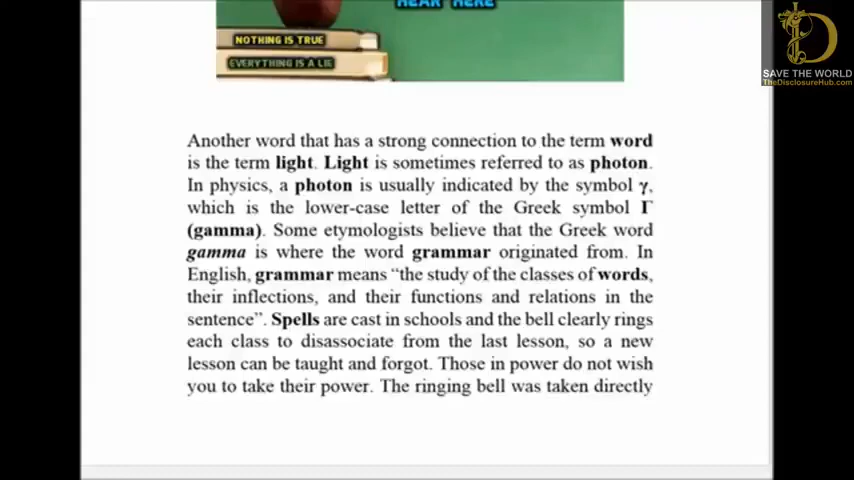 HEAR HERE
NOTHING IS TRUE
EVERYTHING IS A LIE
SAVE THE WORLD
TheDisclosureHub.com
Another word that has a strong connection to the term word
is the term light. Light is sometimes referred to as photon.
In physics, a photon is usually indicated by the symbol γ,
which is the lower-case letter of the Greek symbol Γ
(gamma). Some etymologists believe that the Greek word
gamma is where the word grammar originated from. In
English, grammar means “the study of the classes of words,
their inflections, and their functions and relations in the
sentence”. Spells are cast in schools and the bell clearly rings
each class to disassociate from the last lesson, so a new
lesson can be taught and forgot. Those in power do not wish
you to take their power. The ringing bell was taken directly